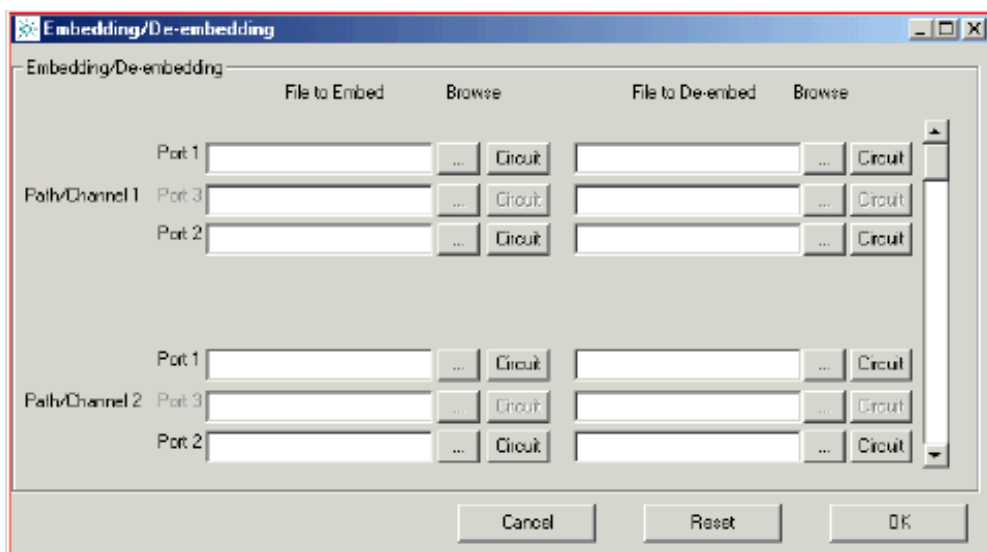 Embedding/De-embedding
Embedding/De-embedding
File to Embed Browse File to De-embed Browse
Port 1 ... Circuit ... Circuit
Path/Channel 1 Port 3 ... Circuit ... Circuit
Port 2 ... Circuit ... Circuit
Port 1 ... Circuit ... Circuit
Path/Channel 2 Port 3 ... Circuit ... Circuit
Port 2 ... Circuit ... Circuit
Cancel Reset OK